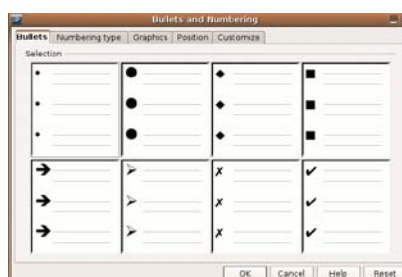 Bullets and Numbering
Bullets Numbering type Graphics Position Customize
Selection
OK Cancel Help Reset